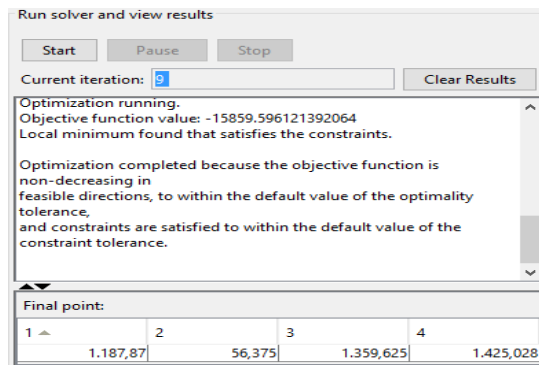 Run solver and view results
Start Pause Stop
Current iteration: 9 Clear Results
Optimization running.
Objective function value: -15859.596121392064
Local minimum found that satisfies the constraints.
Optimization completed because the objective function is
non-decreasing in
feasible directions, to within the default value of the optimality
tolerance,
and constraints are satisfied to within the default value of the
constraint tolerance.
Final point:
1 2 3 4
1.187,87 56,375 1.359,625 1.425,028